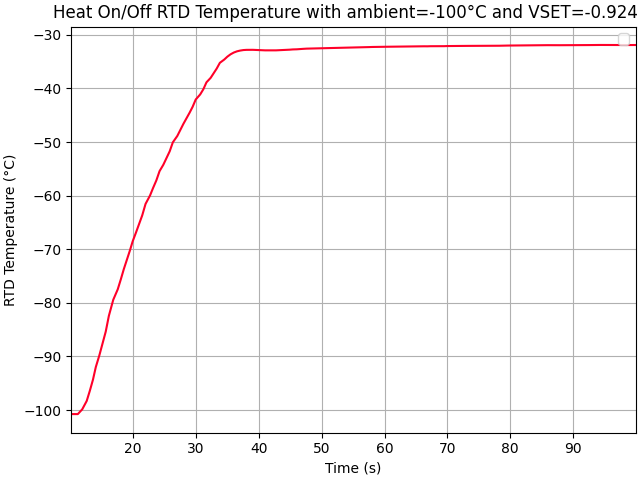 Heat On/Off RTD Temperature with ambient=-100°C and VSET=-0.924
RTD Temperature (°C)
−30
−40
−50
−60
−70
−80
−90
−100
20 30 40 50 60 70 80 90
Time (s)